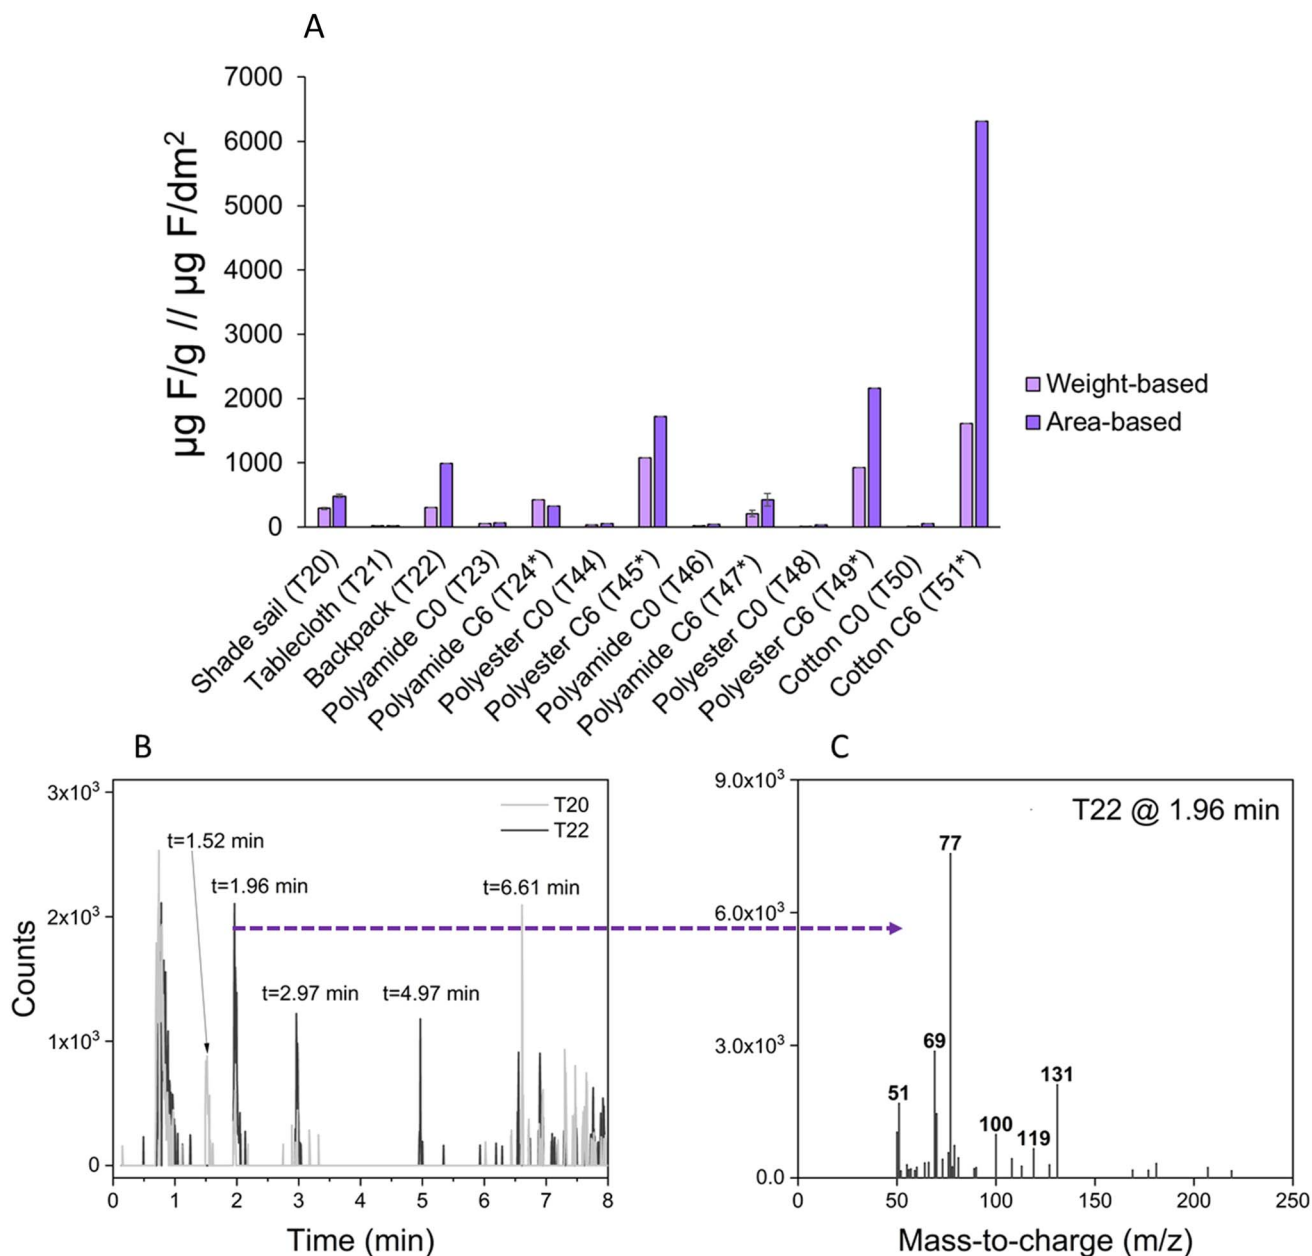 A
7000
6000
5000
4000
3000
2000
1000
0
µg F/g // µg F/dm²
Weight-based
Area-based
Shade sail (T20)
Tablecloth (T21)
Backpack (T22)
Polyamide C0 (T23)
Polyamide C6 (T24*)
Polyester C0 (T44)
Polyester C6 (T45*)
Polyamide C0 (T46)
Polyamide C6 (T47*)
Polyester C0 (T48)
Polyester C6 (T49*)
Cotton C0 (T50)
Cotton C6 (T51*)
B
3x10³
2x10³
1x10³
0
Counts
T20
T22
t=1.52 min
t=1.96 min
t=6.61 min
t=2.97 min
t=4.97 min
0 1 2 3 4 5 6 7 8
Time (min)
C
9.0x10³
6.0x10³
3.0x10³
0.0
T22 @ 1.96 min
77
69
131
51
100
119
0 50 100 150 200 250
Mass-to-charge (m/z)